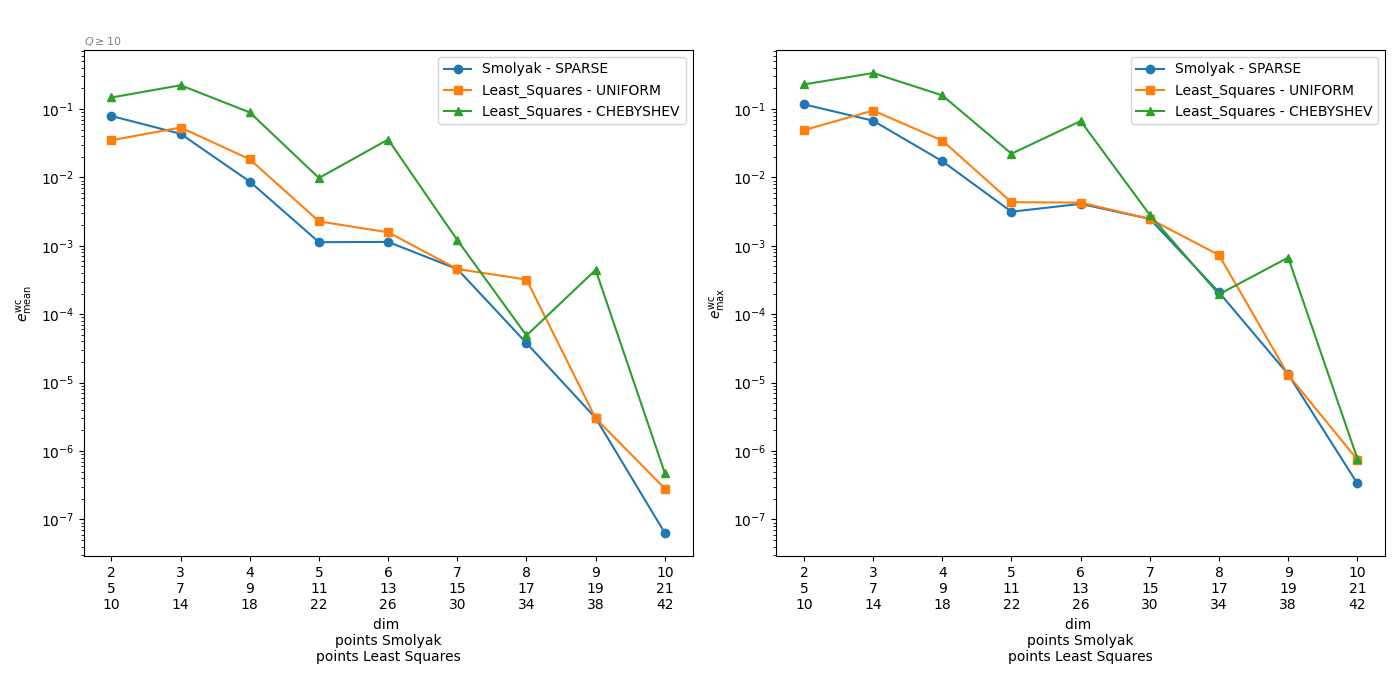 Q ≥ 10
Smolyak - SPARSE
Least_Squares - UNIFORM
Least_Squares - CHEBYSHEV
10⁻¹
10⁻²
10⁻³
10⁻⁴
10⁻⁵
10⁻⁶
10⁻⁷
e^wc_mean
2 3 4 5 6 7 8 9 10
5 7 9 11 13 15 17 19 21
10 14 18 22 26 30 34 38 42
dim
points Smolyak
points Least Squares
Smolyak - SPARSE
Least_Squares - UNIFORM
Least_Squares - CHEBYSHEV
10⁻¹
10⁻²
10⁻³
10⁻⁴
10⁻⁵
10⁻⁶
10⁻⁷
e^wc_max
2 3 4 5 6 7 8 9 10
5 7 9 11 13 15 17 19 21
10 14 18 22 26 30 34 38 42
dim
points Smolyak
points Least Squares